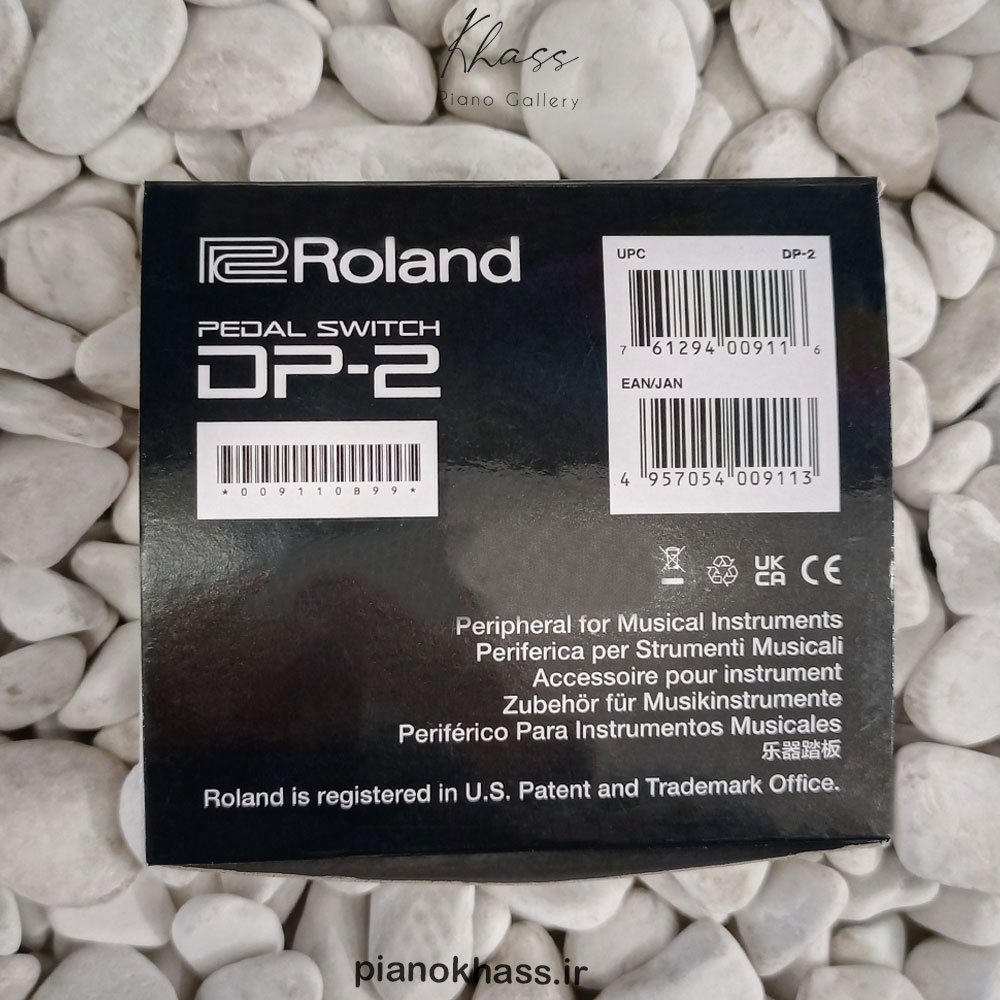 Khass
Piano Gallery
Roland
PEDAL SWITCH
DP-2
*009110B99*
UPC DP-2
7 61294 00911 6
EAN/JAN
4 957054 009113
UK
CA CE
Peripheral for Musical Instruments
Periferica per Strumenti Musicali
Accessoire pour instrument
Zubehör für Musikinstrumente
Periférico Para Instrumentos Musicales
乐器踏板
Roland is registered in U.S. Patent and Trademark Office.
pianokhass.ir